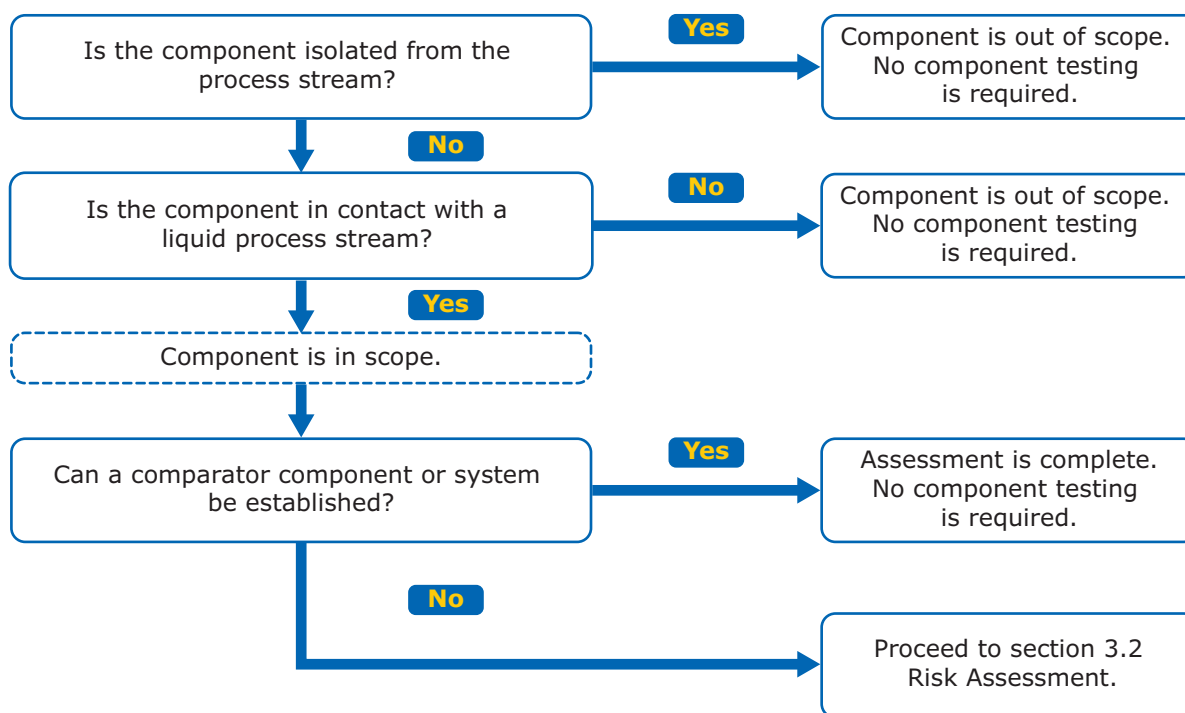 Is the component isolated from the
process stream?
Yes
Component is out of scope.
No component testing
is required.
No
Is the component in contact with a
liquid process stream?
No
Component is out of scope.
No component testing
is required.
Yes
Component is in scope.
Can a comparator component or system
be established?
Yes
Assessment is complete.
No component testing
is required.
No
Proceed to section 3.2
Risk Assessment.